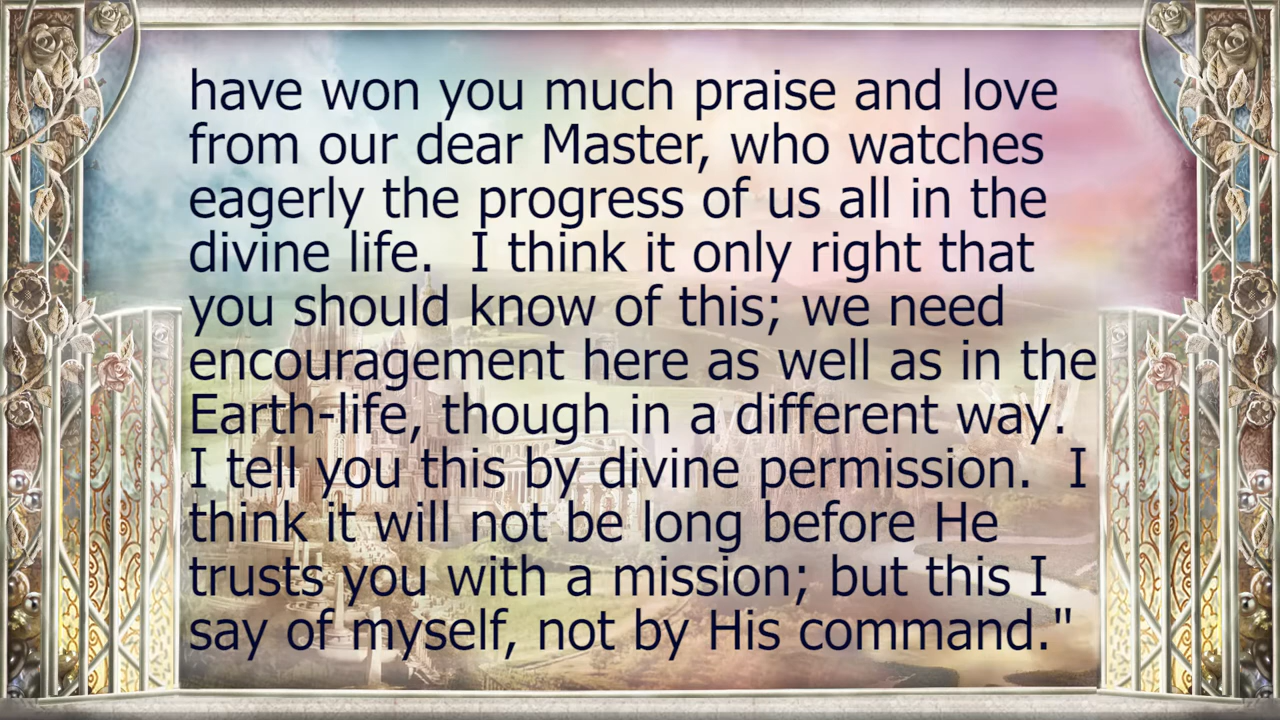 have won you much praise and love
from our dear Master, who watches
eagerly the progress of us all in the
divine life.  I think it only right that
you should know of this; we need
encouragement here as well as in the
Earth-life, though in a different way.
I tell you this by divine permission.  I
think it will not be long before He
trusts you with a mission; but this I
say of myself, not by His command."